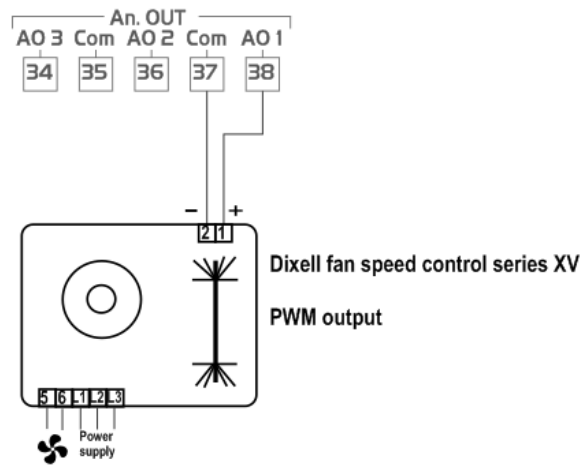 An. OUT
AO 3 Com AO 2 Com AO 1
34 35 36 37 38
− +
2 1
Dixell fan speed control series XV
PWM output
5 6 L1 L2 L3
Power
supply